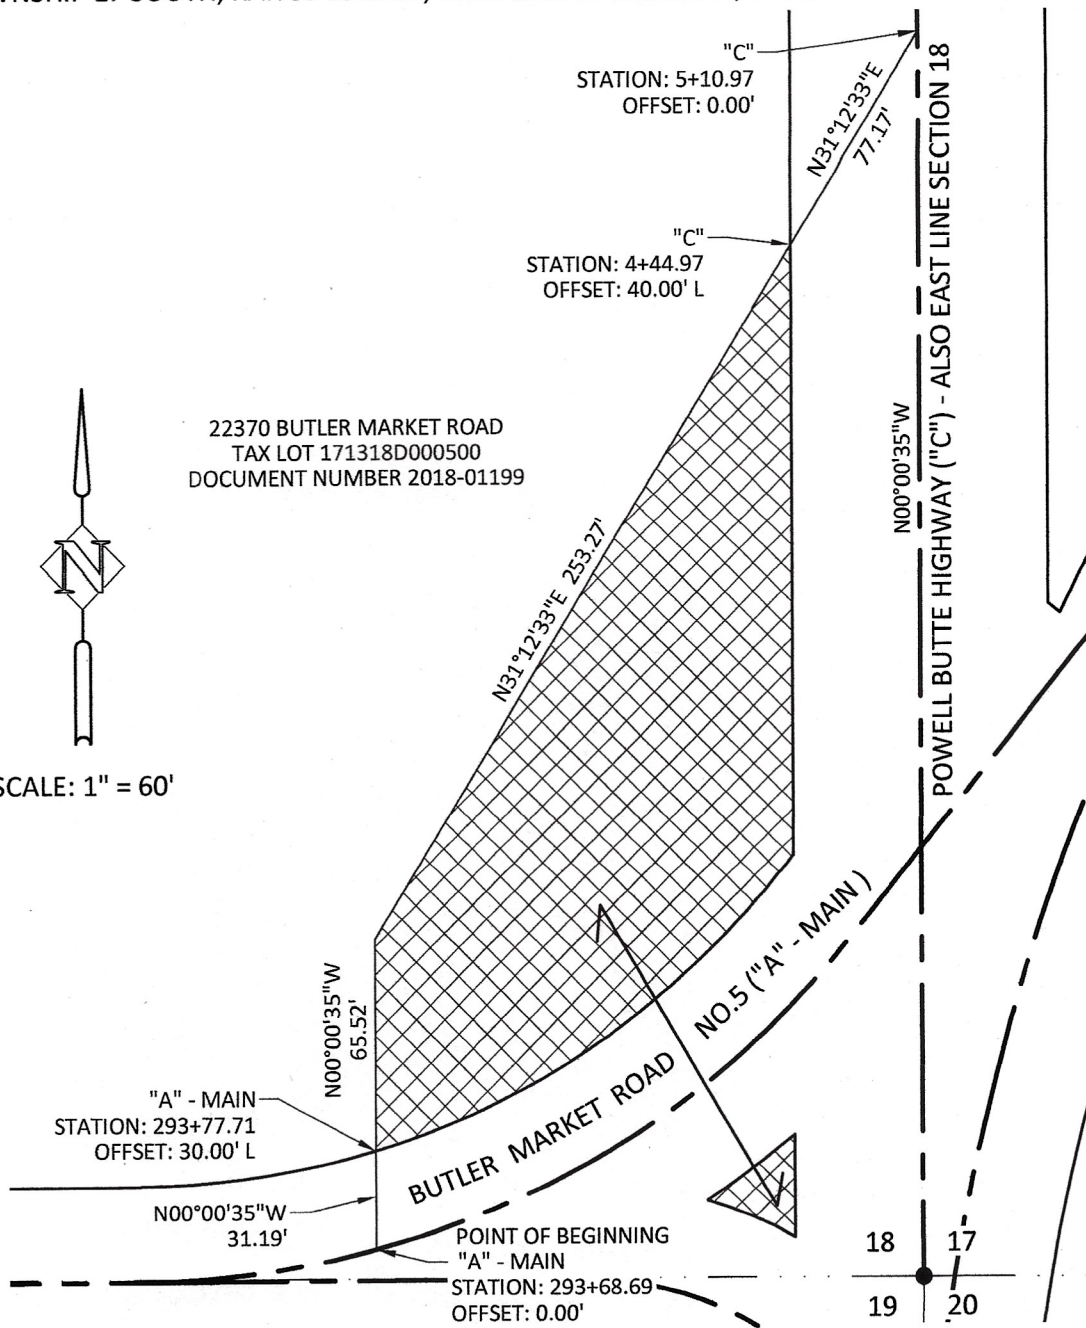 "C"
STATION: 5+10.97
OFFSET: 0.00'
N31°12'33"E
77.17'
"C"
STATION: 4+44.97
OFFSET: 40.00' L
N00°00'35"W
POWELL BUTTE HIGHWAY ("C") - ALSO EAST LINE SECTION 18
22370 BUTLER MARKET ROAD
TAX LOT 171318D000500
DOCUMENT NUMBER 2018-01199
N
SCALE: 1" = 60'
N31°12'33"E 253.27'
N00°00'35"W
65.52'
"A" - MAIN
STATION: 293+77.71
OFFSET: 30.00' L
BUTLER MARKET ROAD NO.5 ("A" - MAIN )
N00°00'35"W
31.19'
POINT OF BEGINNING
"A" - MAIN
STATION: 293+68.69
OFFSET: 0.00'
18 17
19 20